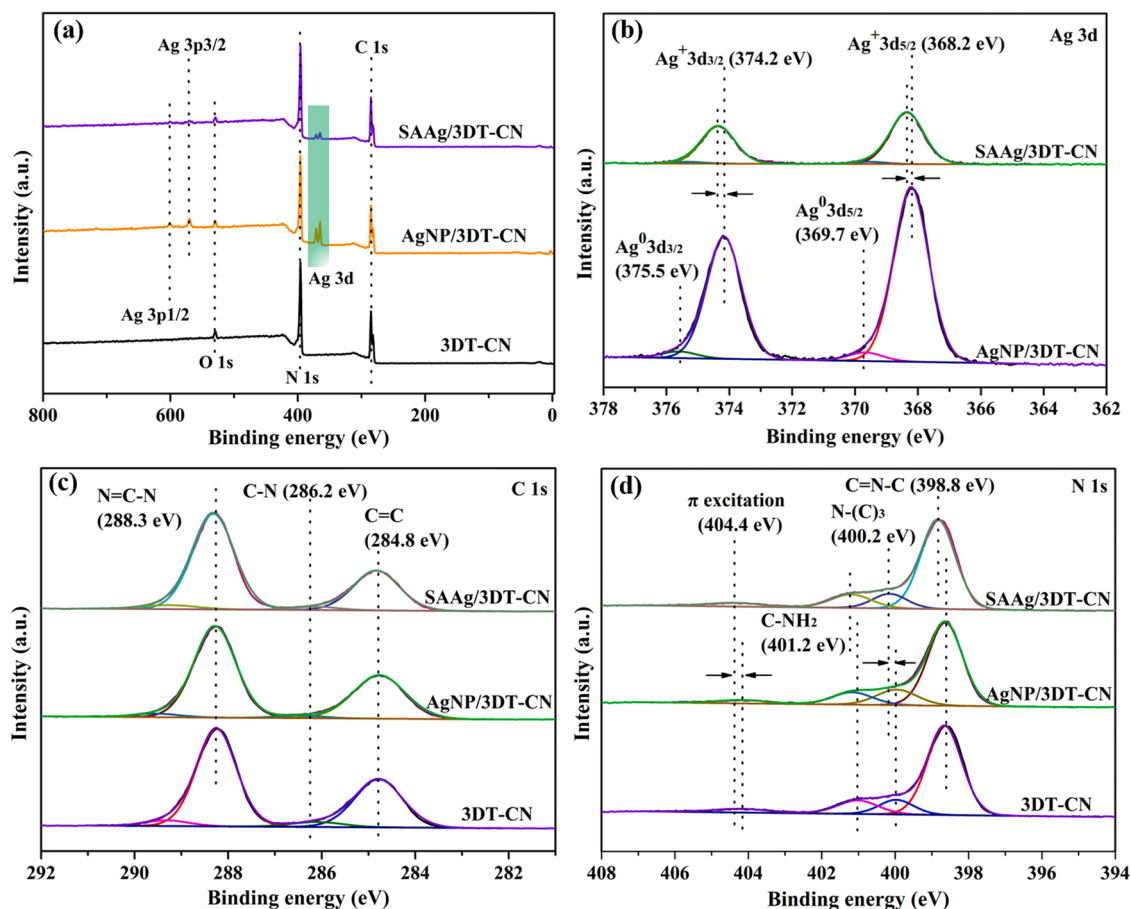 (a)
Ag 3p3/2
C 1s
SAAg/3DT-CN
AgNP/3DT-CN
Ag 3d
Ag 3p1/2
3DT-CN
O 1s
N 1s
Intensity (a.u.)
800 600 400 200 0
Binding energy (eV)
(b)
Ag 3d
Ag⁺3d₃/₂ (374.2 eV)
Ag⁺3d₅/₂ (368.2 eV)
SAAg/3DT-CN
Ag⁰3d₅/₂
(369.7 eV)
Ag⁰3d₃/₂
(375.5 eV)
AgNP/3DT-CN
Intensity (a.u.)
378 376 374 372 370 368 366 364 362
Binding energy (eV)
(c)
C 1s
N=C-N
(288.3 eV)
C-N (286.2 eV)
C=C
(284.8 eV)
SAAg/3DT-CN
AgNP/3DT-CN
3DT-CN
Intensity (a.u.)
292 290 288 286 284 282
Binding energy (eV)
(d)
N 1s
C=N-C (398.8 eV)
π excitation
(404.4 eV)
N-(C)₃
(400.2 eV)
SAAg/3DT-CN
C-NH₂
(401.2 eV)
AgNP/3DT-CN
3DT-CN
Intensity (a.u.)
408 406 404 402 400 398 396 394
Binding energy (eV)